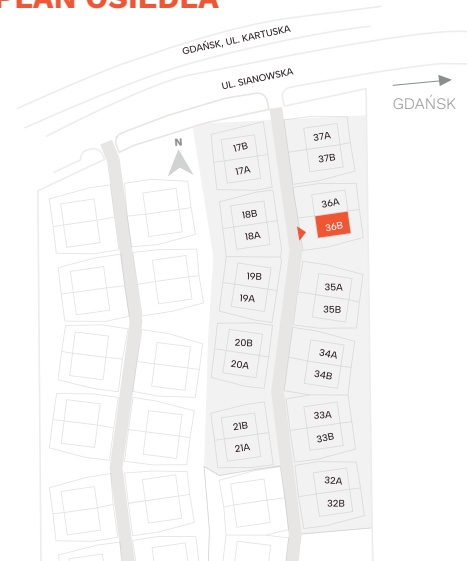 PLAN OSIEDLA
GDAŃSK, UL. KARTUSKA
UL. SIANOWSKA
GDAŃSK
N
17B
17A
37A
37B
18B
18A
36A
36B
19B
19A
35A
35B
20B
20A
34A
34B
21B
21A
33A
33B
32A
32B